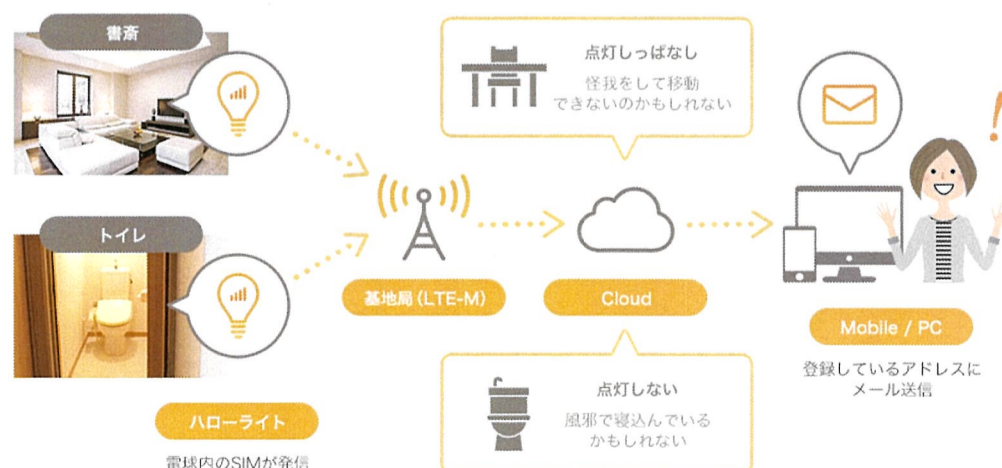 書斎
点灯しっぱなし
怪我をして移動
できないのかもしれない
トイレ
基地局(LTE-M)
Cloud
Mobile / PC
登録しているアドレスに
メール送信
点灯しない
風邪で寝込んでいる
かもしれない
ハローライト
電球内のSIMが発信